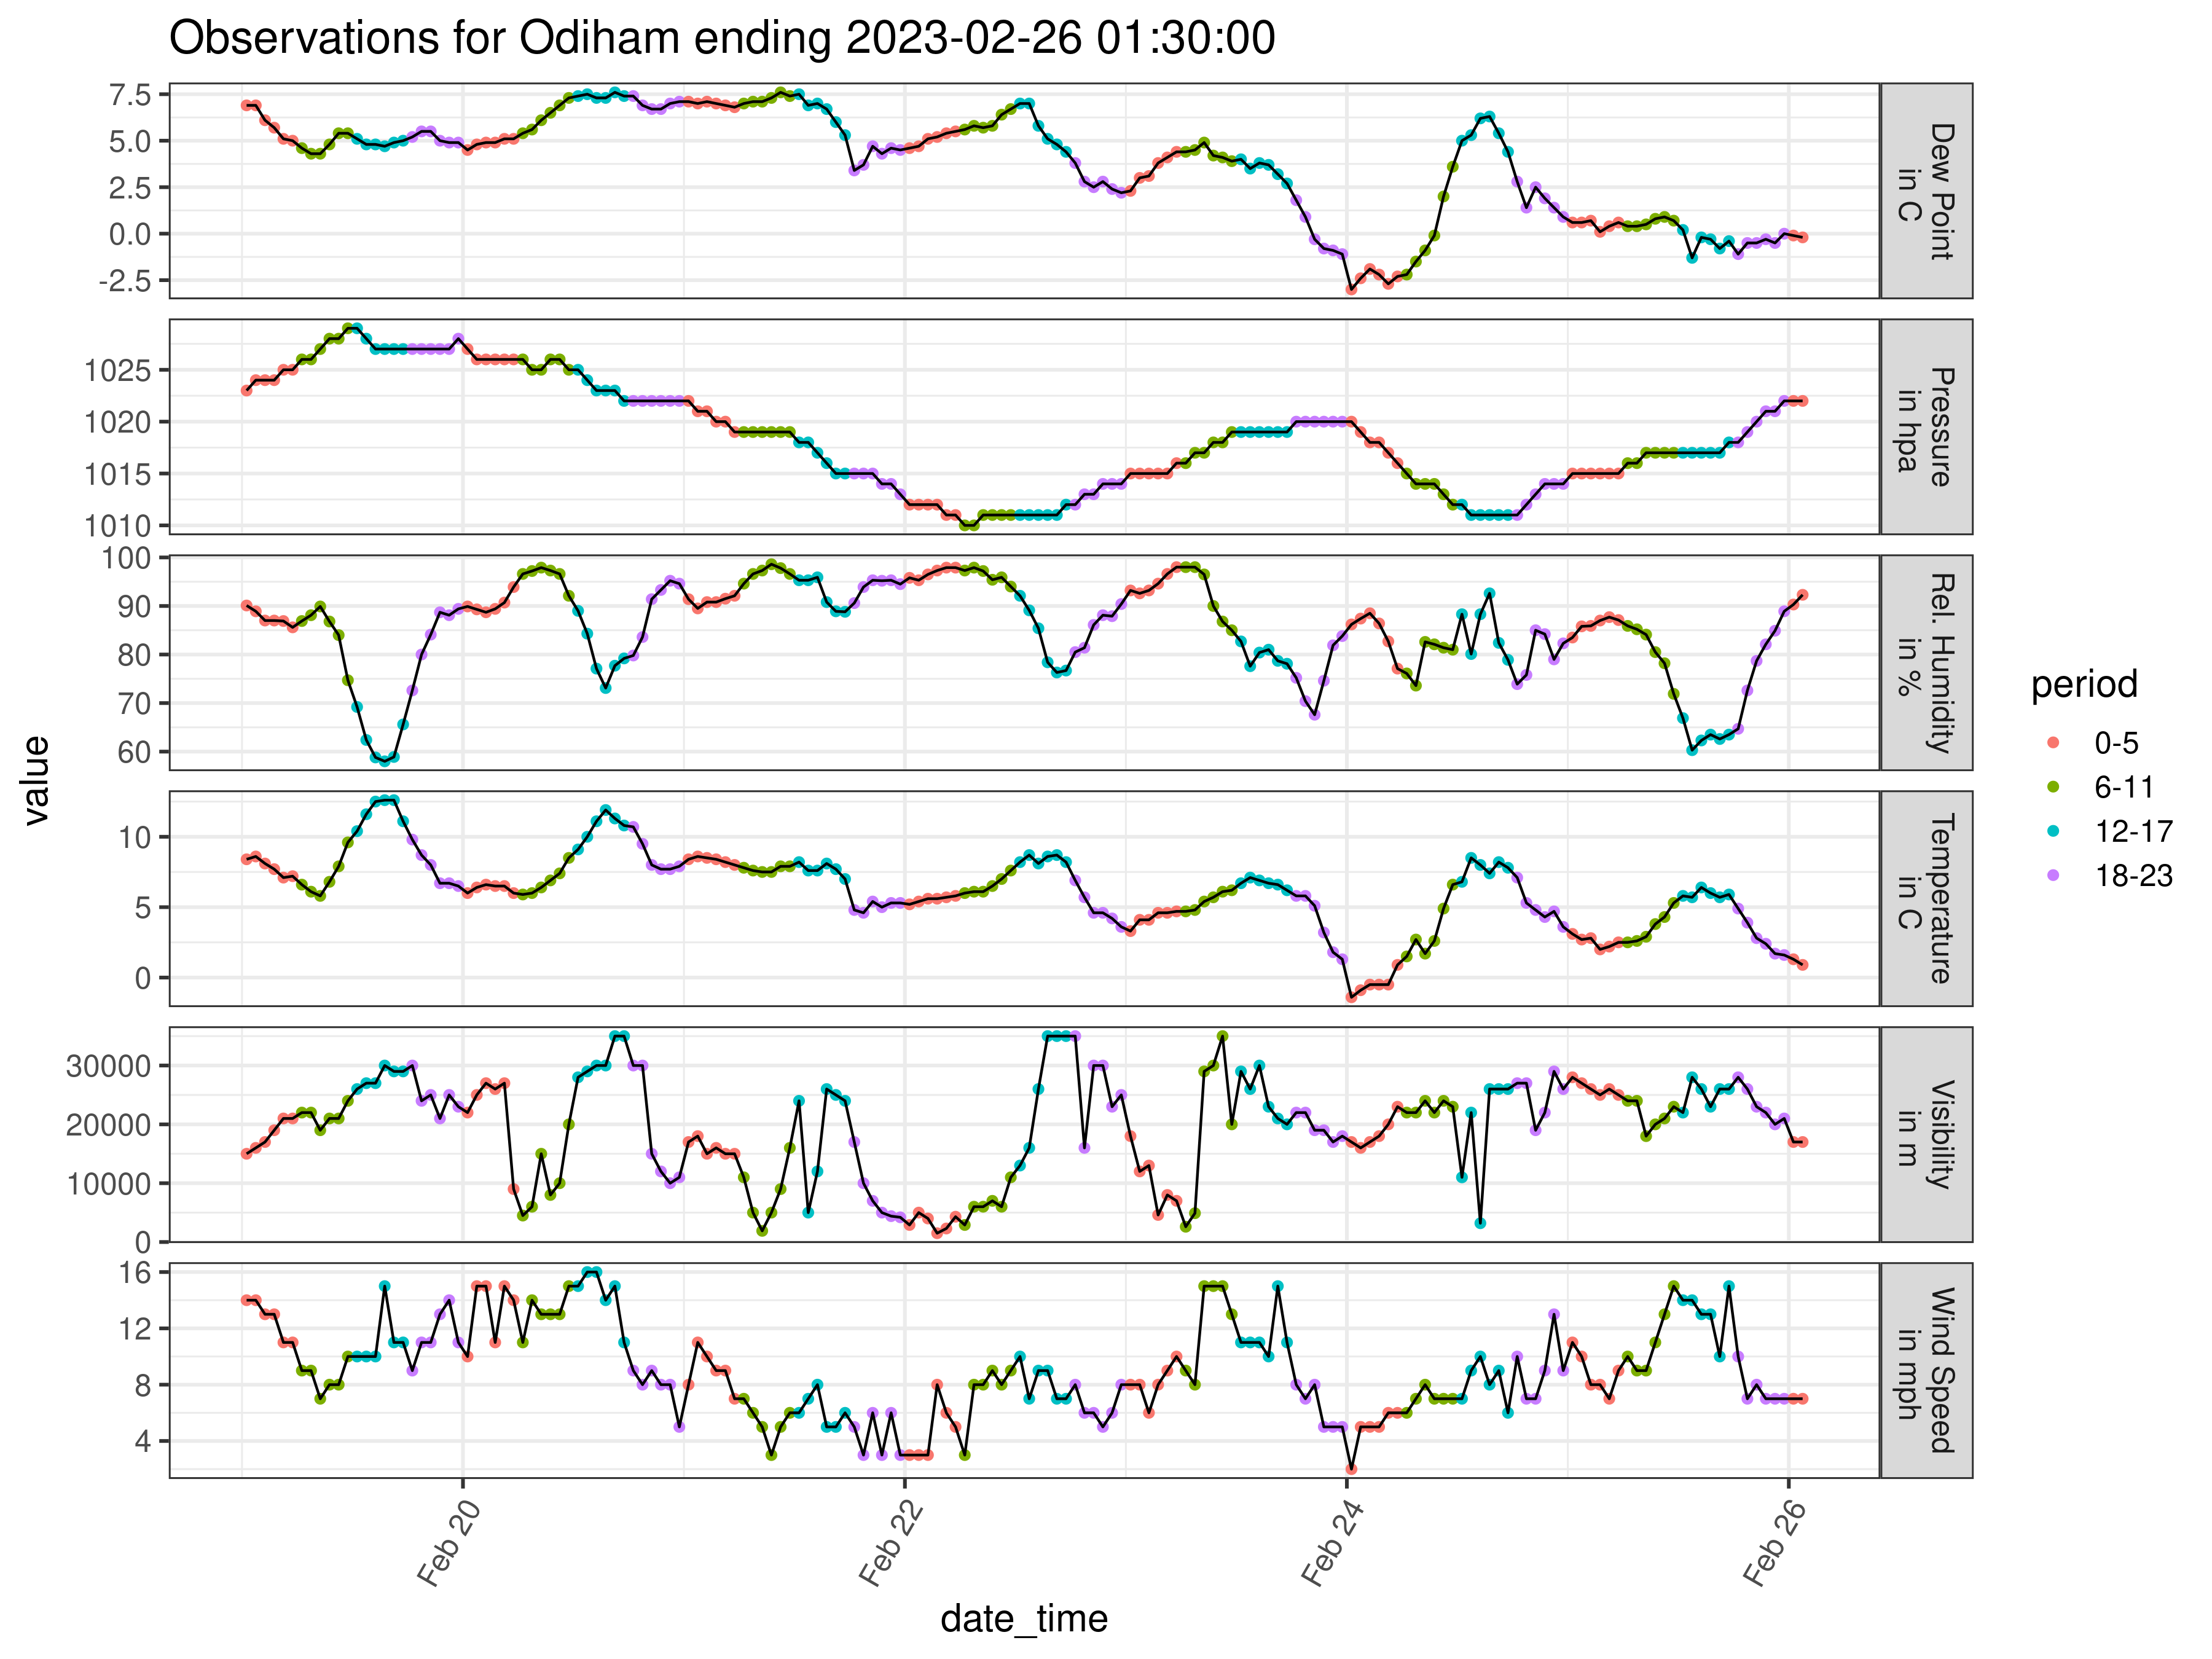 Observations for Odiham ending 2023-02-26 01:30:00
value
7.5
5.0
2.5
0.0
-2.5
Dew Point
in C
1025
1020
1015
1010
Pressure
in hpa
100
90
80
70
60
Rel. Humidity
in %
10
5
0
Temperature
in C
30000
20000
10000
0
Visibility
in m
16
12
8
4
Wind Speed
in mph
Feb 20
Feb 22
Feb 24
Feb 26
date_time
period
0-5
6-11
12-17
18-23